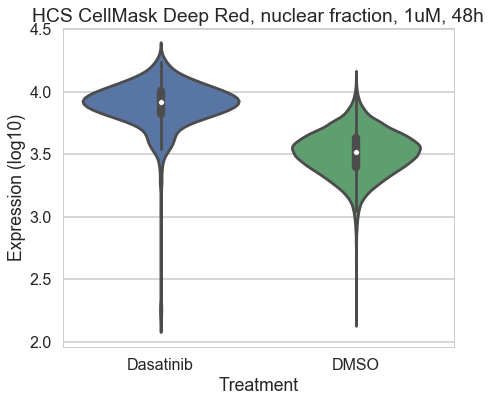 HCS CellMask Deep Red, nuclear fraction, 1uM, 48h
4.5
4.0
3.5
3.0
2.5
2.0
Expression (log10)
Dasatinib
DMSO
Treatment